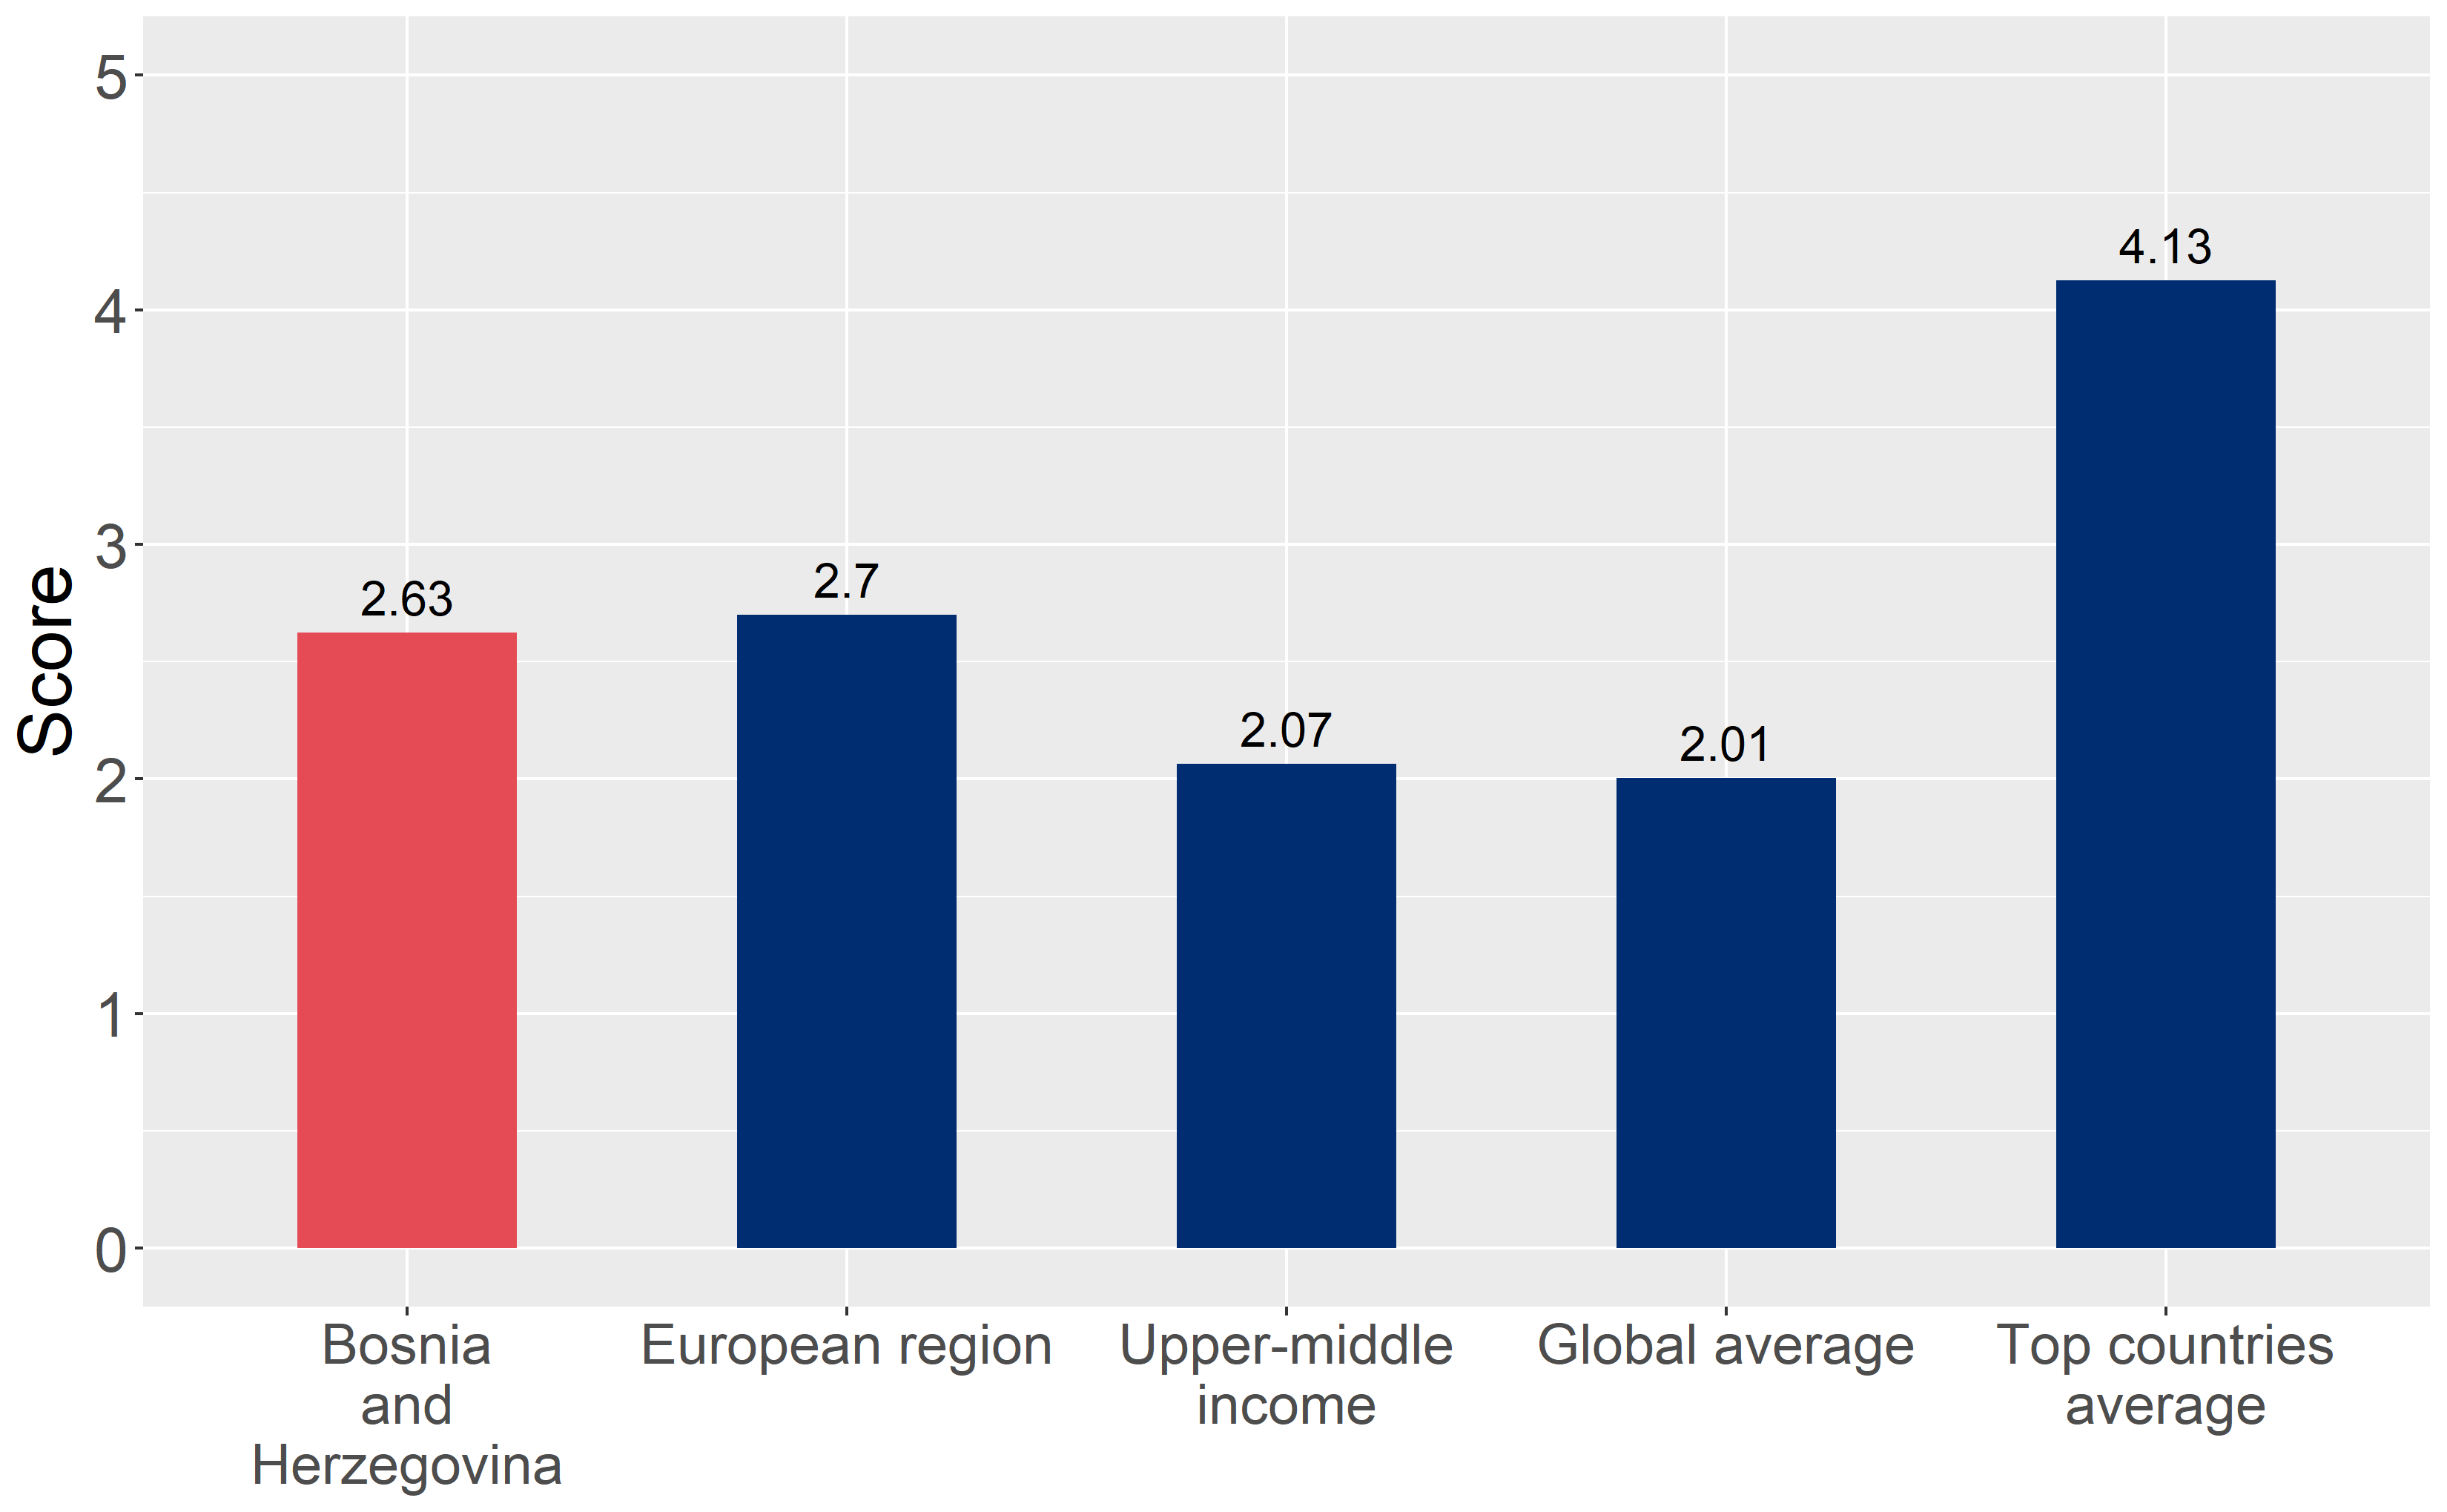 Score
5
4
3
2
1
0
2.63
2.7
2.07
2.01
4.13
Bosnia
and
Herzegovina
European region
Upper-middle
income
Global average
Top countries
average